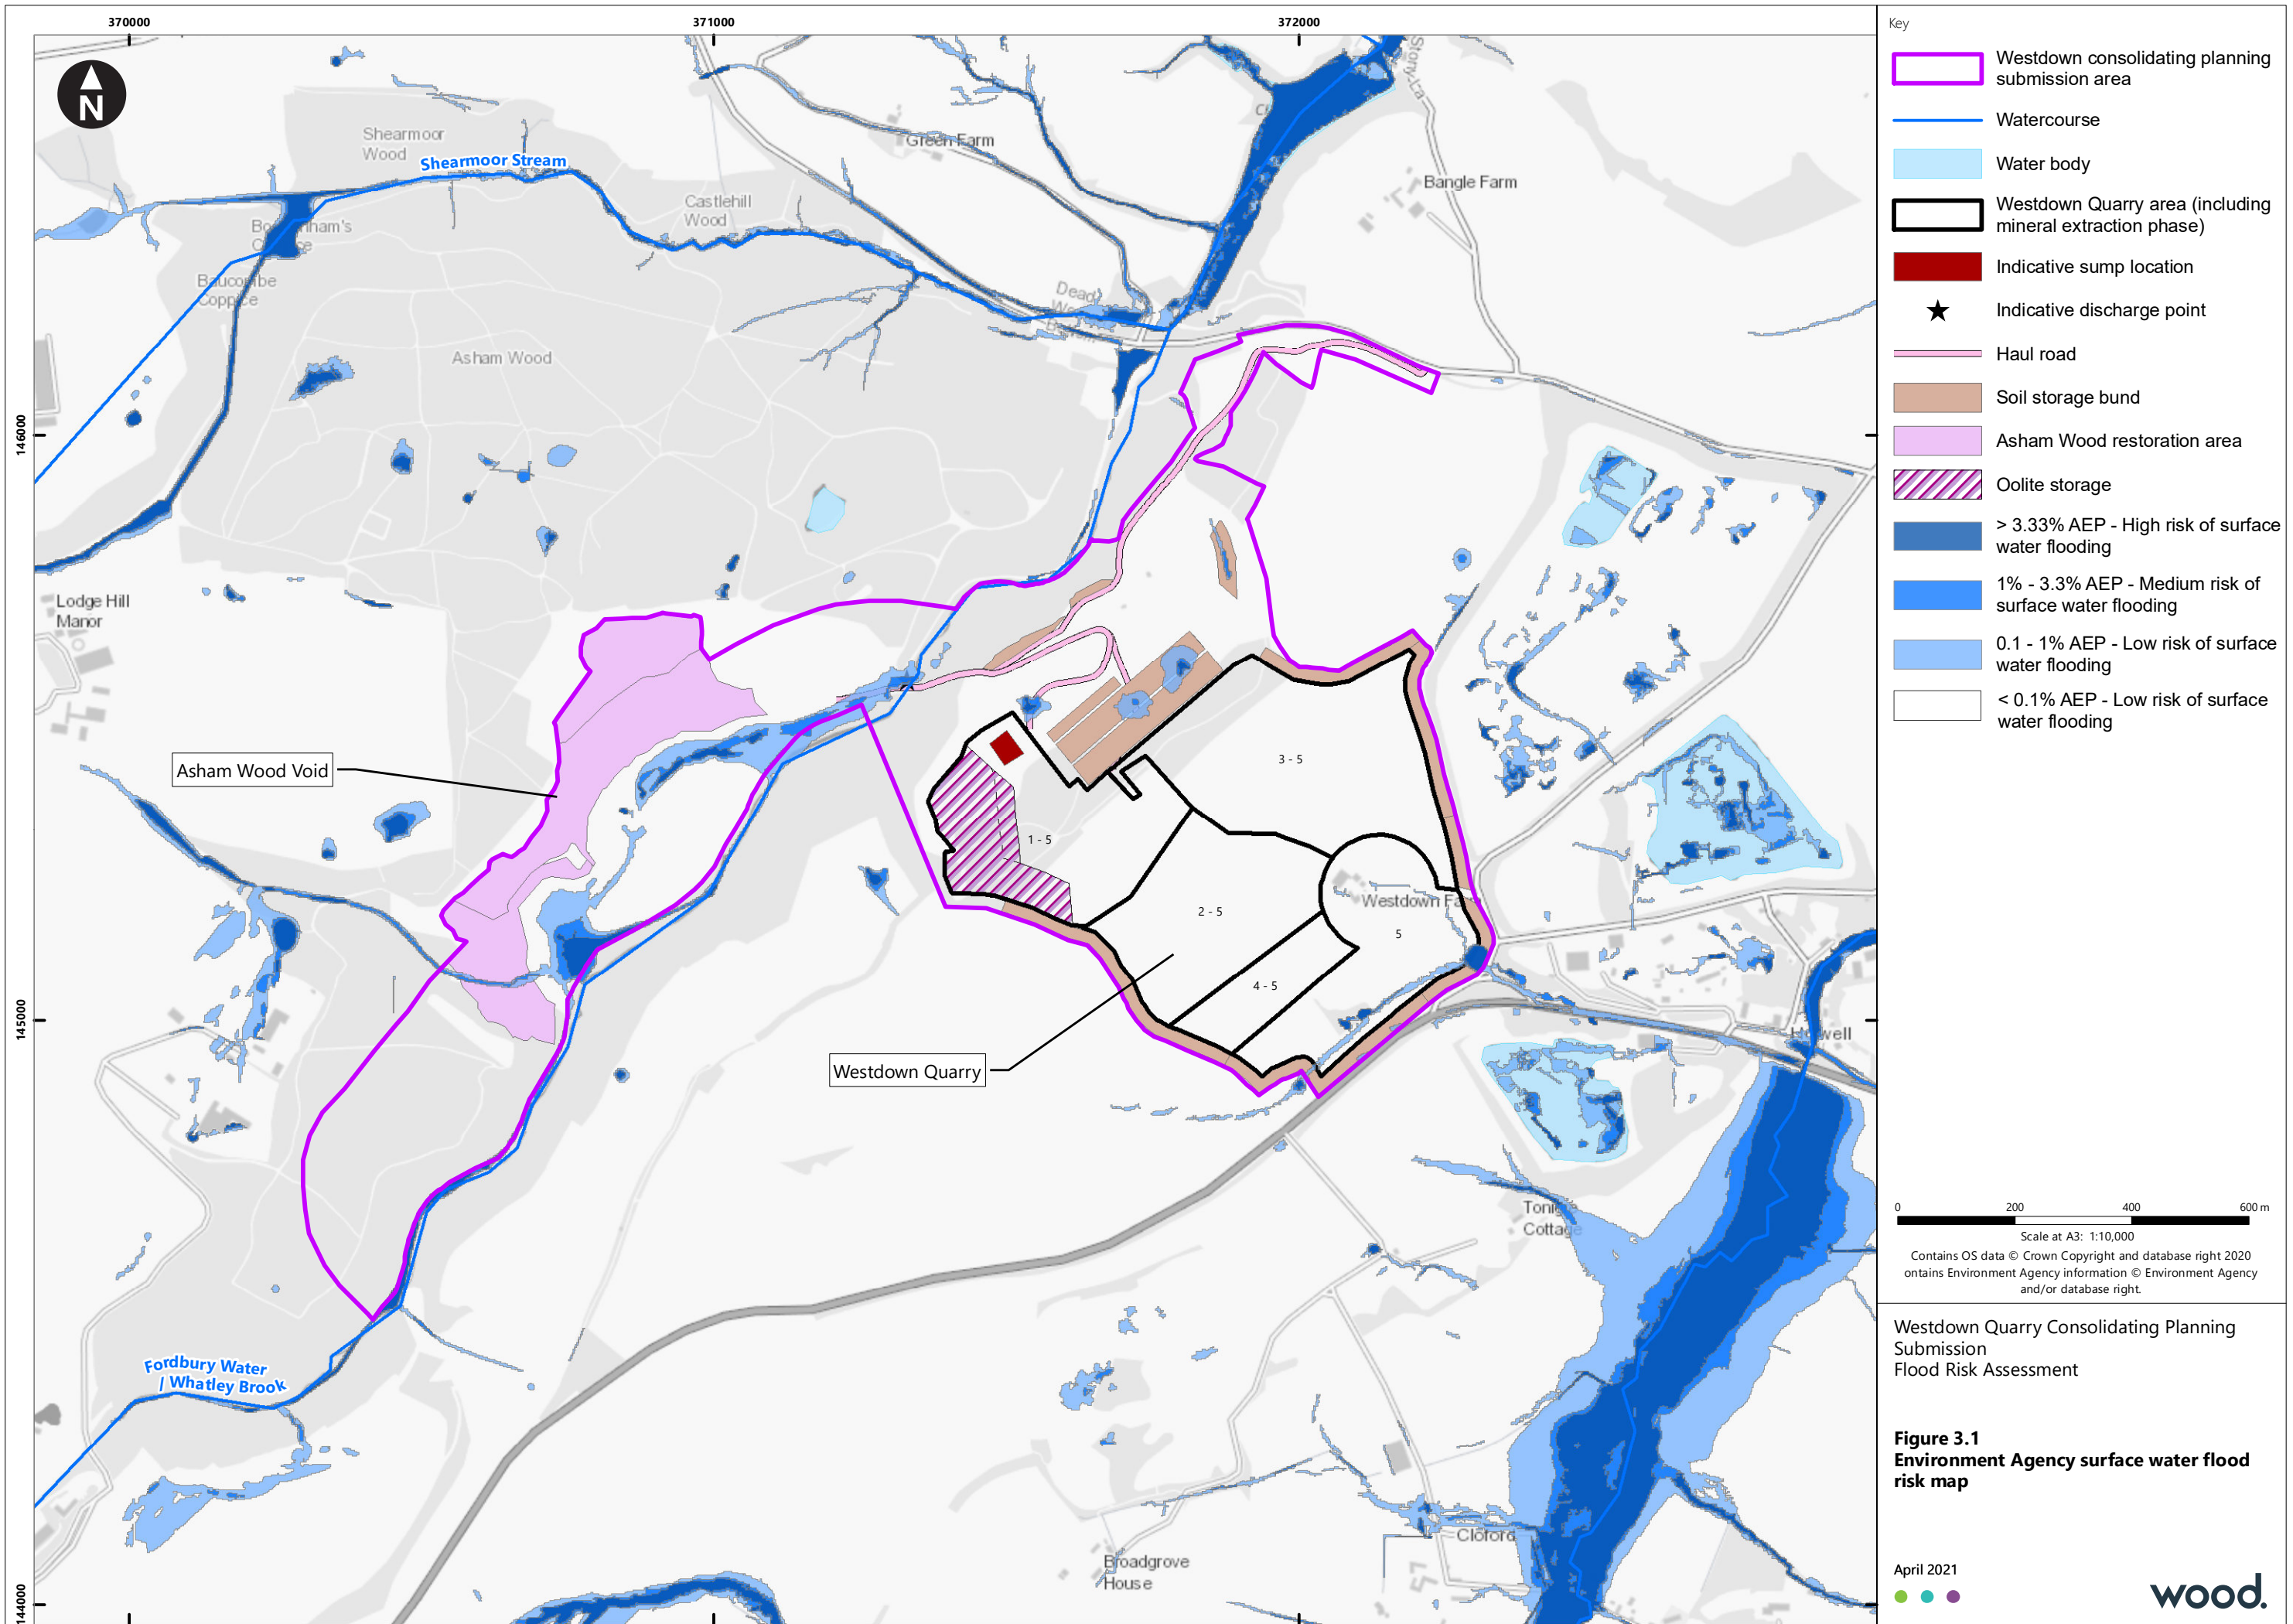 370000
371000
372000
146000
145000
144000
N
Shearmoor
Wood
Shearmoor Stream
Castlehill
Wood
Green Farm
Stony La
Bangle Farm
Baucombe
Coppice
Asham Wood
Lodge Hill
Manor
Asham Wood Void
Westdown Quarry
3 - 5
1 - 5
2 - 5
4 - 5
5
Westdown
Holwell
Cottage
Cloford
Broadgrove
House
Fordbury Water
/ Whatley Brook
Key
Westdown consolidating planning
submission area
Watercourse
Water body
Westdown Quarry area (including
mineral extraction phase)
Indicative sump location
Indicative discharge point
Haul road
Soil storage bund
Asham Wood restoration area
Oolite storage
> 3.33% AEP - High risk of surface
water flooding
1% - 3.3% AEP - Medium risk of
surface water flooding
0.1 - 1% AEP - Low risk of surface
water flooding
< 0.1% AEP - Low risk of surface
water flooding
0 200 400 600 m
Scale at A3: 1:10,000
Contains OS data © Crown Copyright and database right 2020
ontains Environment Agency information © Environment Agency
and/or database right.
Westdown Quarry Consolidating Planning
Submission
Flood Risk Assessment
Figure 3.1
Environment Agency surface water flood
risk map
April 2021
wood.